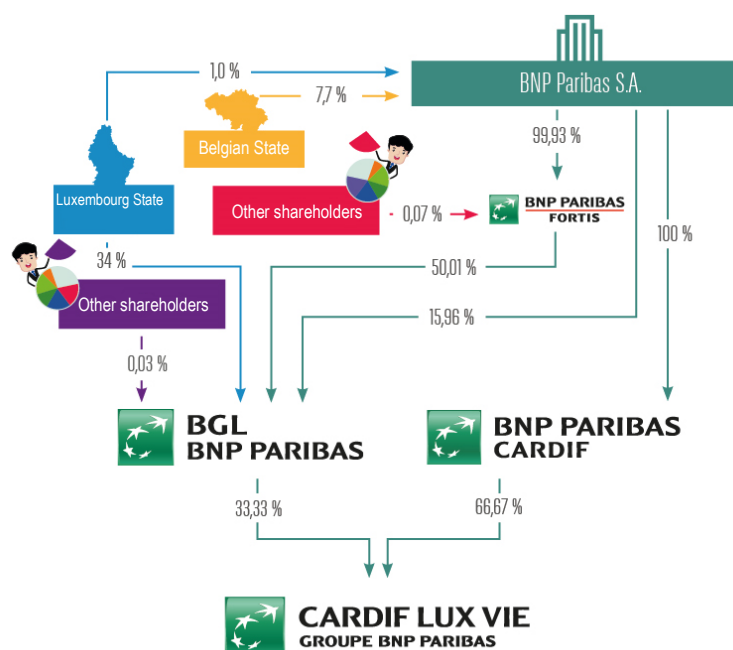 1,0 %
BNP Paribas S.A.
7,7 %
Belgian State
99,93 %
Luxembourg State
Other shareholders
0,07 %
BNP PARIBAS
FORTIS
100 %
34 %
50,01 %
Other shareholders
15,96 %
0,03 %
BGL
BNP PARIBAS
BNP PARIBAS
CARDIF
33,33 %
66,67 %
CARDIF LUX VIE
GROUPE BNP PARIBAS